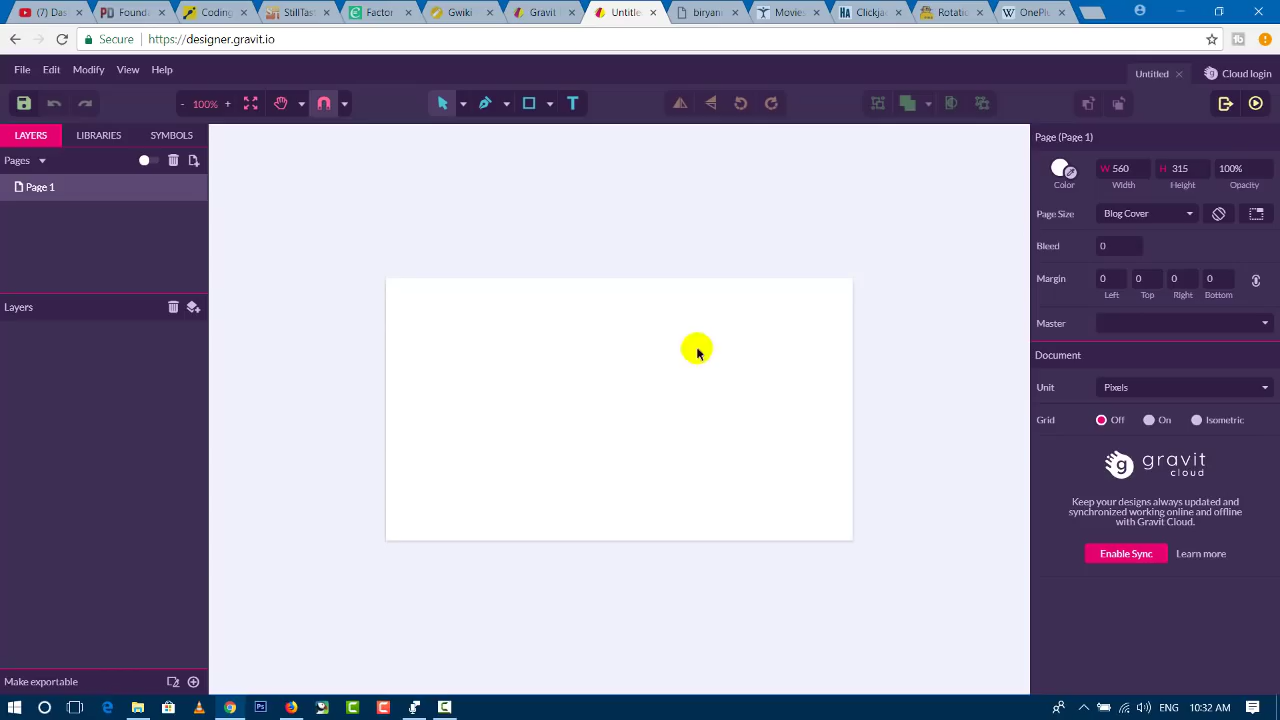 (7) Das
Found
Coding
StillTas
Factor
Gwiki
Gravit
Untitle
biryan
Movies
Clickja
Rotatic
OnePlu
Secure https://designer.gravit.io
File Edit Modify View Help
Untitled
Cloud login
- 100% +
T
LAYERS LIBRARIES SYMBOLS
Pages
Page 1
Layers
Make exportable
Page (Page 1)
W 560 H 315 100%
Color Width Height Opacity
Page Size Blog Cover
Bleed 0
Margin 0 0 0 0
Left Top Right Bottom
Master
Document
Unit Pixels
Grid Off On Isometric
gravit
cloud
Keep your designs always updated and
synchronized working online and offline
with Gravit Cloud.
Enable Sync Learn more
ENG 10:32 AM